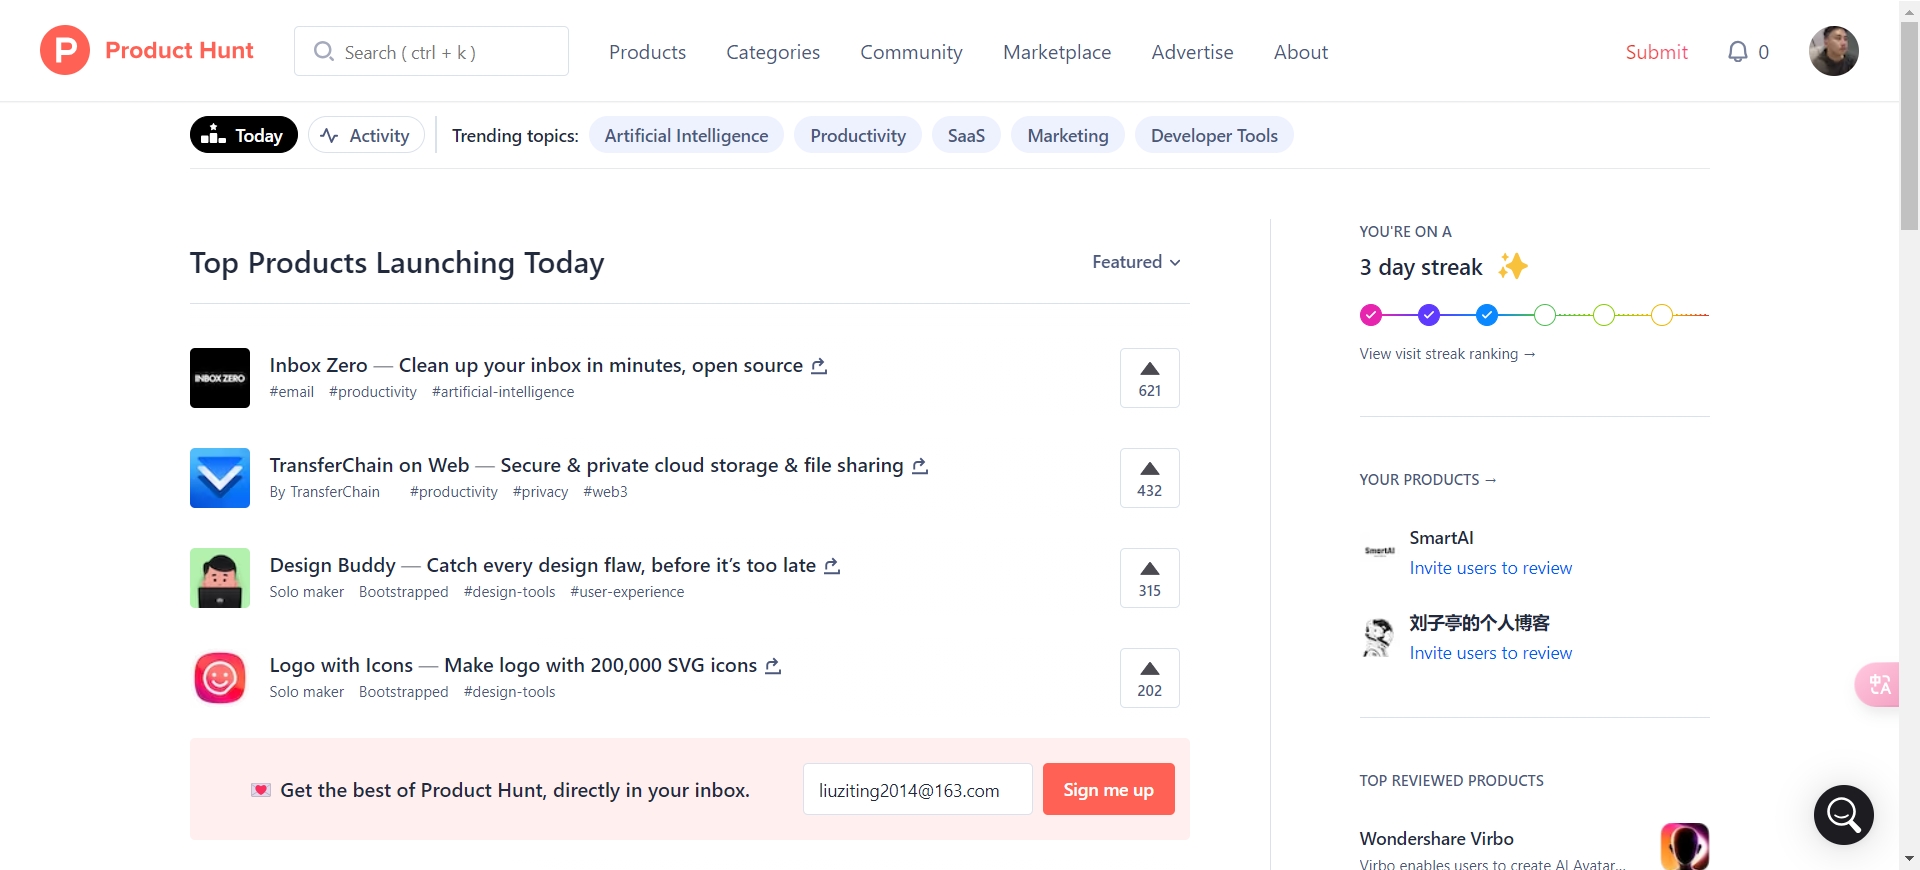 Product Hunt
Search ( ctrl + k )
Products
Categories
Community
Marketplace
Advertise
About
Submit
0
Today
Activity
Trending topics:
Artificial Intelligence
Productivity
SaaS
Marketing
Developer Tools
Top Products Launching Today
Featured
INBOX ZERO
Inbox Zero — Clean up your inbox in minutes, open source
#email #productivity #artificial-intelligence
621
TransferChain on Web — Secure & private cloud storage & file sharing
By TransferChain #productivity #privacy #web3
432
Design Buddy — Catch every design flaw, before it’s too late
Solo maker Bootstrapped #design-tools #user-experience
315
Logo with Icons — Make logo with 200,000 SVG icons
Solo maker Bootstrapped #design-tools
202
Get the best of Product Hunt, directly in your inbox.
liuziting2014@163.com
Sign me up
YOU'RE ON A
3 day streak
View visit streak ranking →
YOUR PRODUCTS →
SmartAI
SmartAI
Invite users to review
刘子亭的个人博客
Invite users to review
中A
TOP REVIEWED PRODUCTS
Wondershare Virbo
Virbo enables users to create AI Avatar...